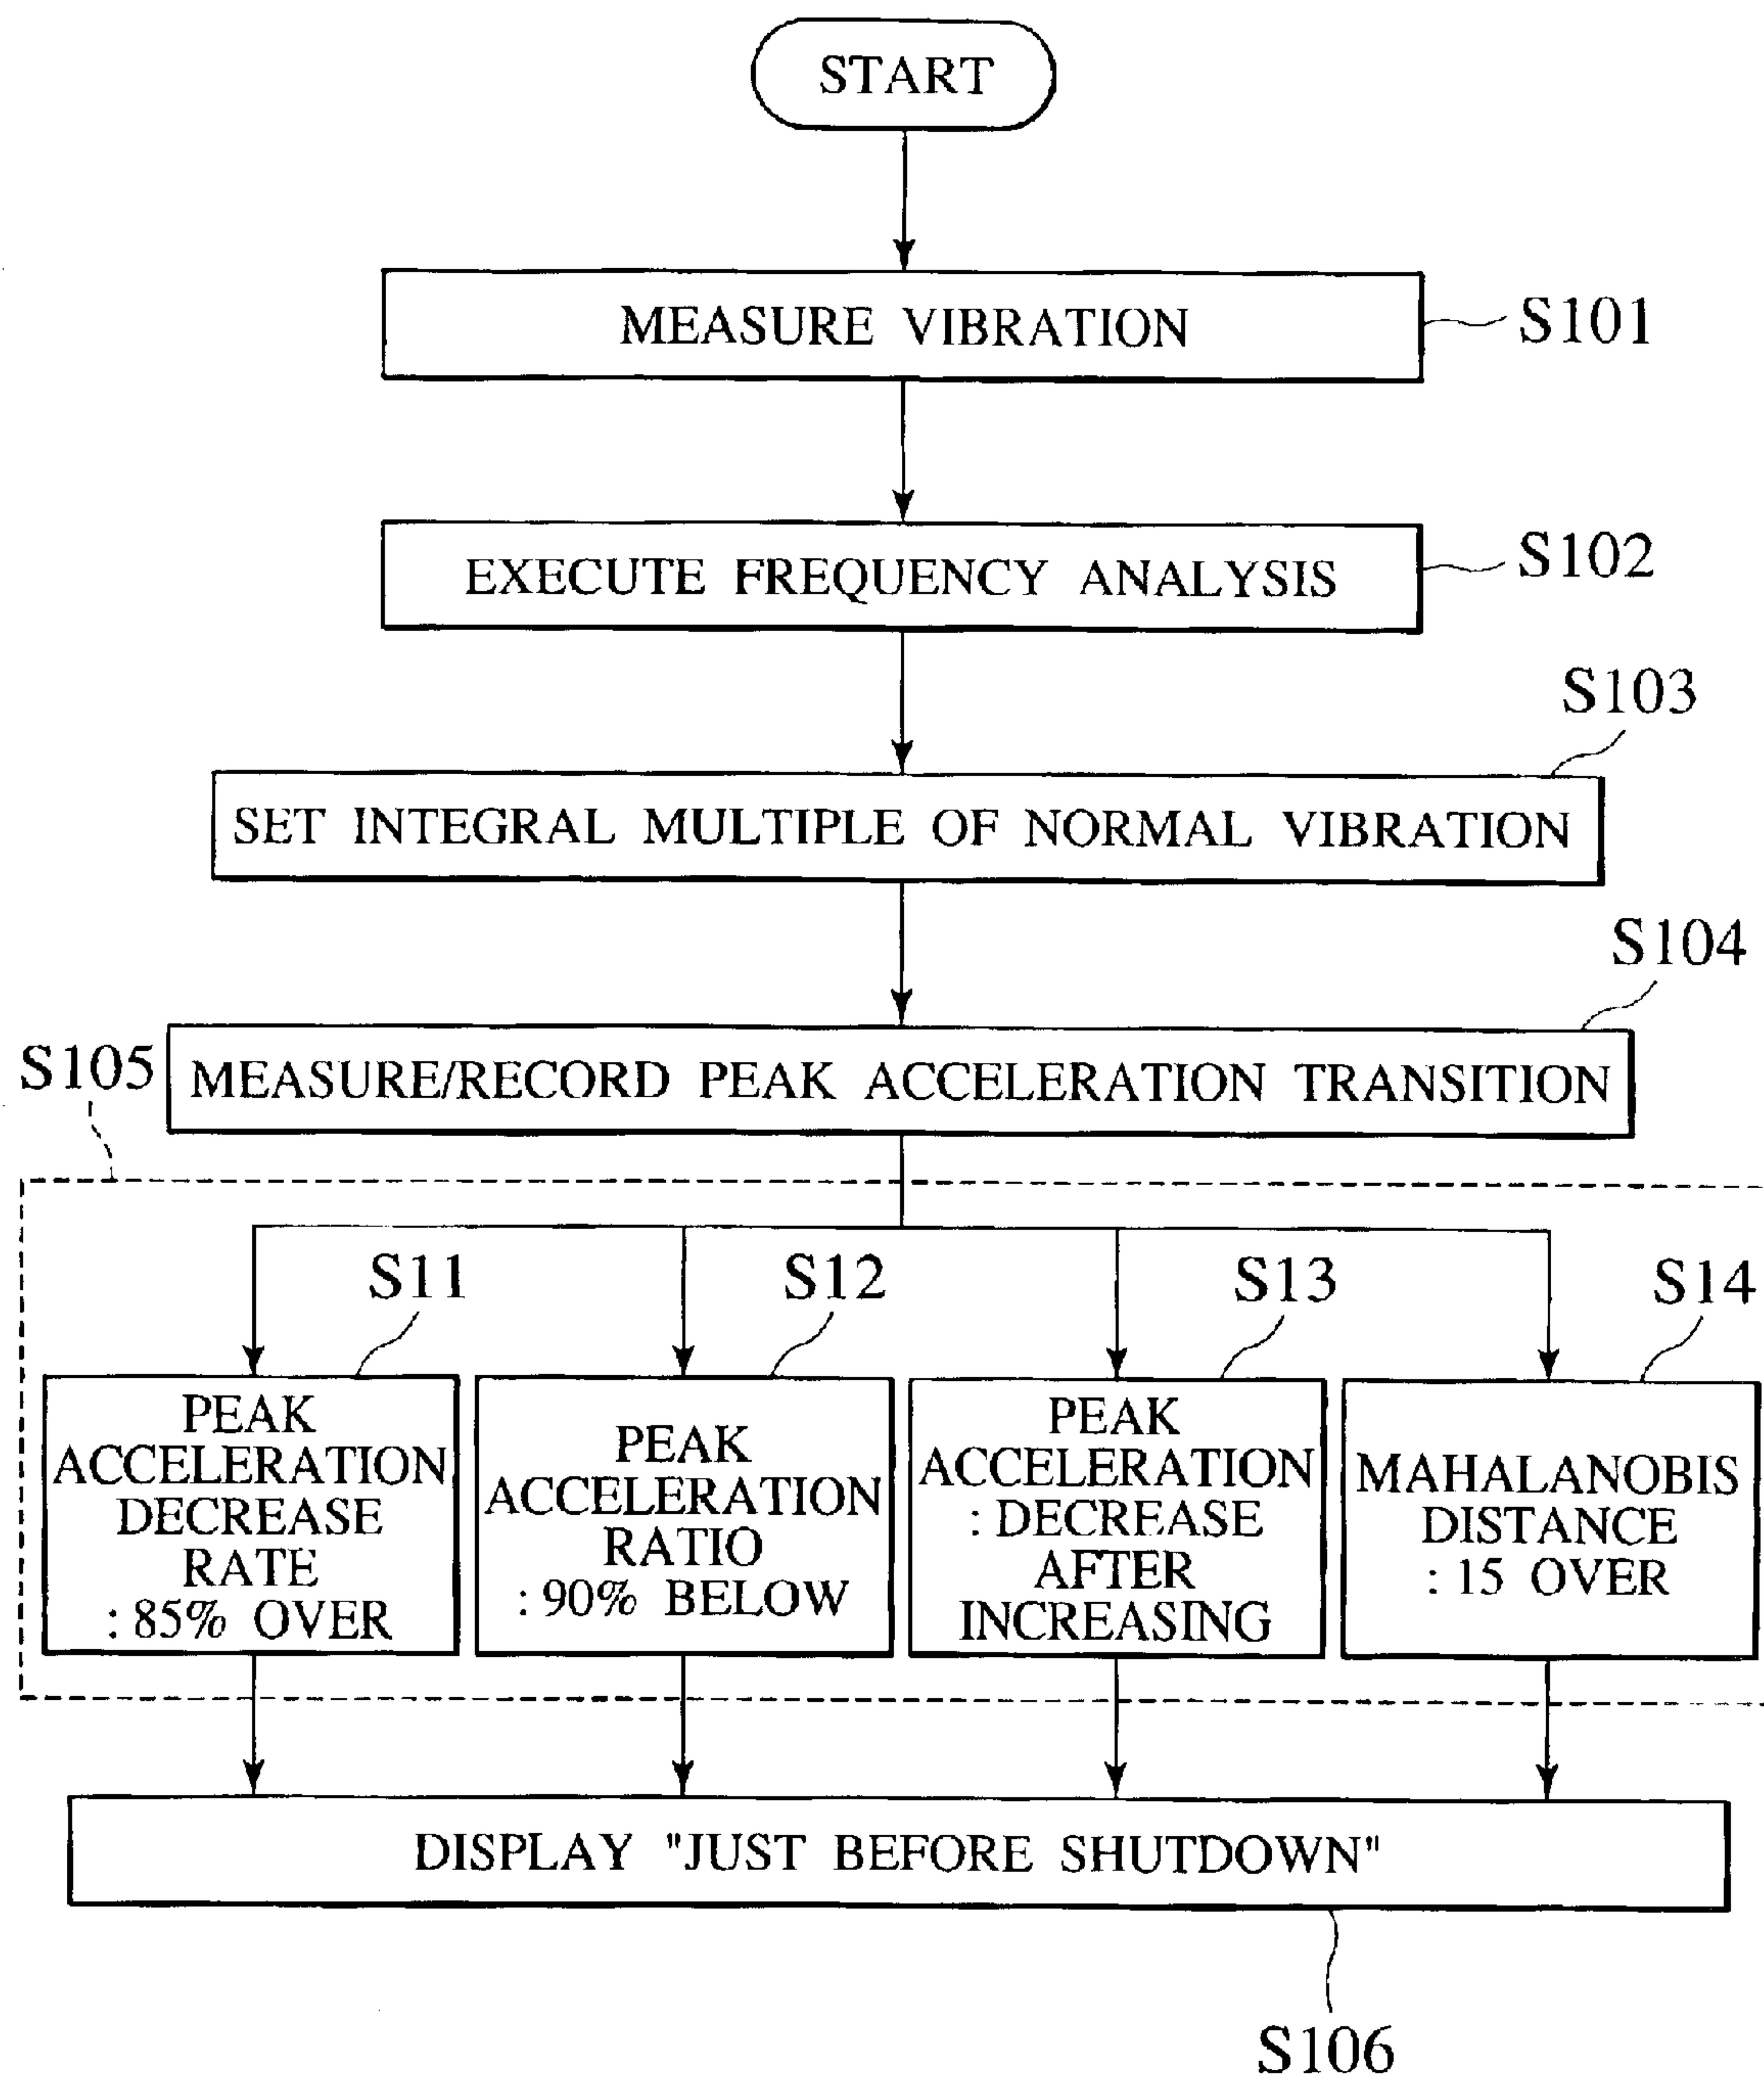 START
MEASURE VIBRATION
S101
EXECUTE FREQUENCY ANALYSIS
S102
S103
SET INTEGRAL MULTIPLE OF NORMAL VIBRATION
S104
S105
MEASURE/RECORD PEAK ACCELERATION TRANSITION
S11
S12
S13
S14
PEAK
ACCELERATION
DECREASE
RATE
: 85% OVER
PEAK
ACCELERATION
RATIO
: 90% BELOW
PEAK
ACCELERATION
: DECREASE
AFTER
INCREASING
MAHALANOBIS
DISTANCE
: 15 OVER
DISPLAY "JUST BEFORE SHUTDOWN"
S106